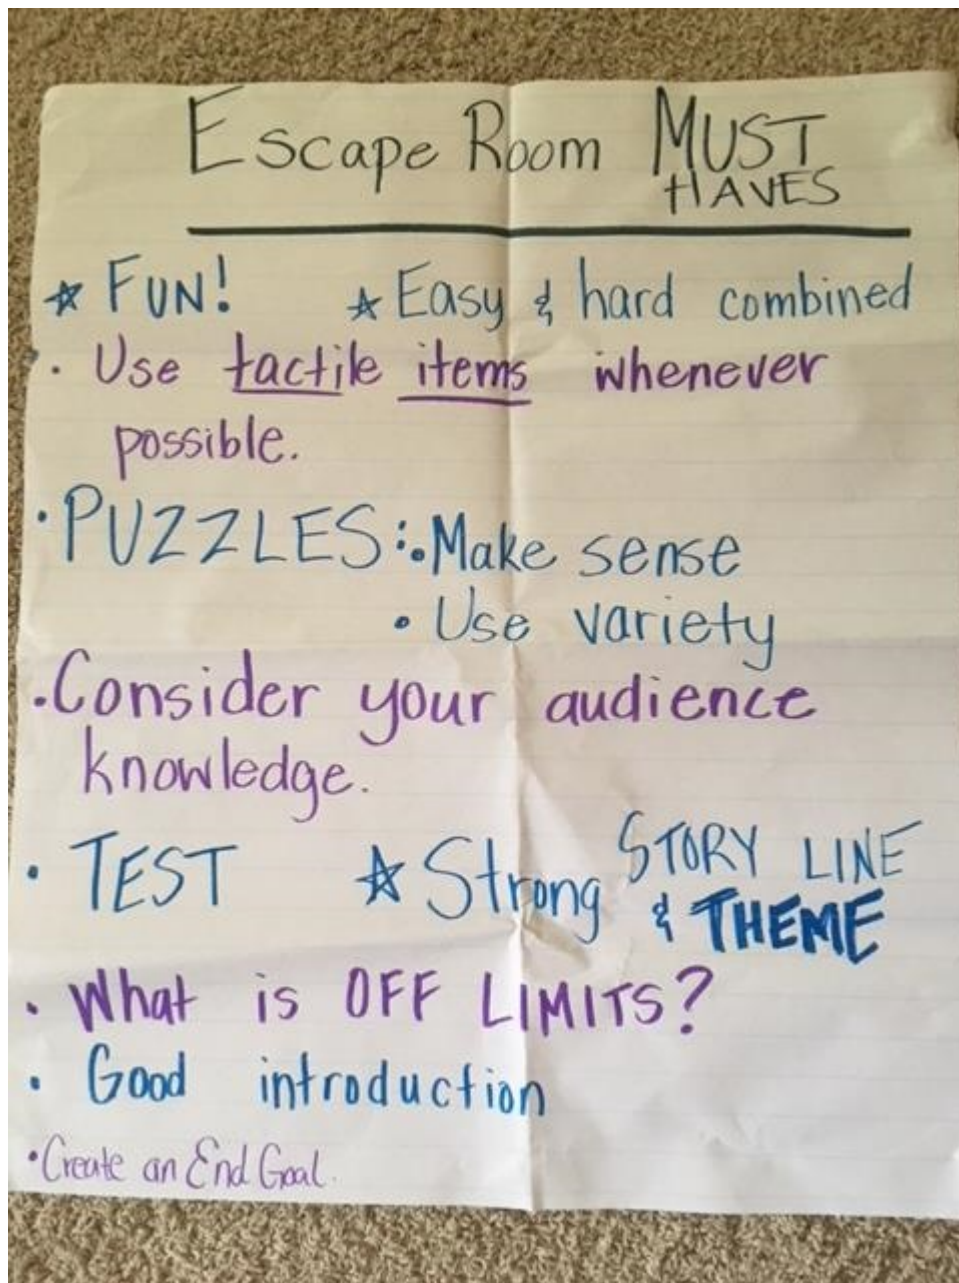 Escape Room MUST
HAVES
☆ FUN! ☆ Easy & hard combined
• Use tactile items whenever
possible.
• PUZZLES: • Make sense
• Use variety
• Consider your audience
knowledge.
• TEST ☆ Strong STORY LINE
& THEME
• What is OFF LIMITS?
• Good introduction
• Create an End Goal.